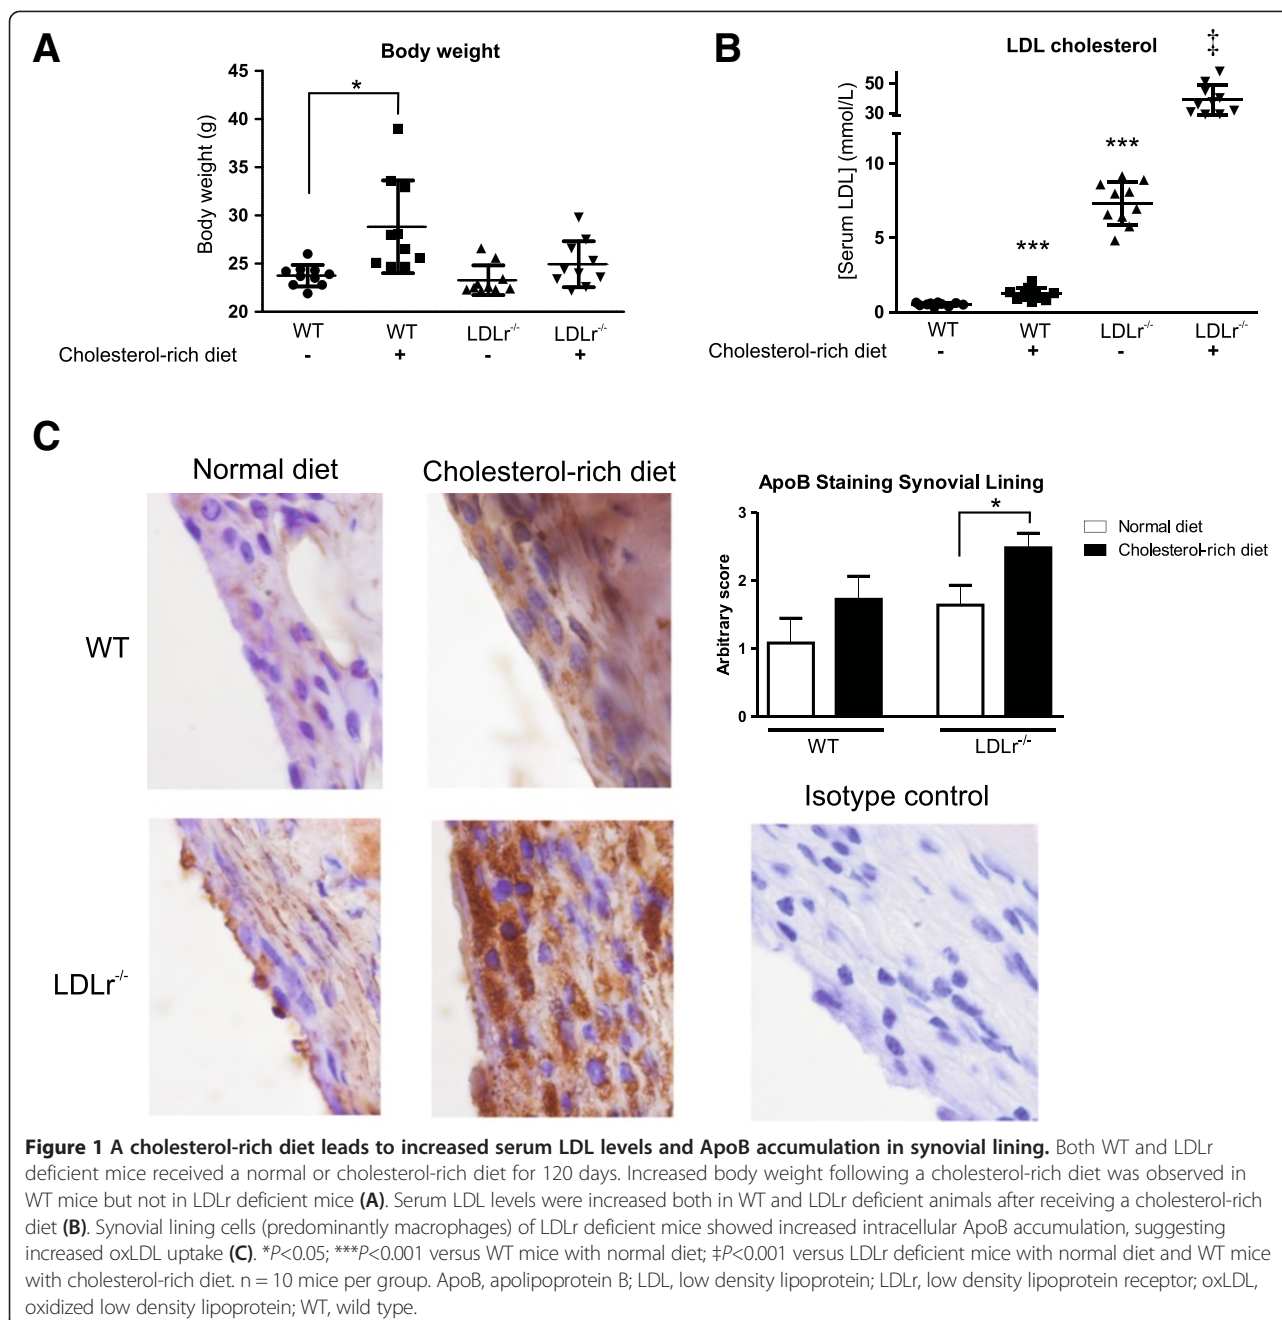 A
Body weight
Body weight (g)
45
40
35
30
25
20
*
WT
WT
LDLr-/-
LDLr-/-
Cholesterol-rich diet
-
+
-
+
B
LDL cholesterol
[Serum LDL] (mmol/L)
50
30
10
5
0
***
***
‡
WT
WT
LDLr-/-
LDLr-/-
Cholesterol-rich diet
-
+
-
+
C
Normal diet
Cholesterol-rich diet
WT
LDLr-/-
ApoB Staining Synovial Lining
Arbitrary score
3
2
1
0
*
Normal diet
Cholesterol-rich diet
WT
LDLr-/-
Isotype control
Figure 1 A cholesterol-rich diet leads to increased serum LDL levels and ApoB accumulation in synovial lining. Both WT and LDLr
deficient mice received a normal or cholesterol-rich diet for 120 days. Increased body weight following a cholesterol-rich diet was observed in
WT mice but not in LDLr deficient mice (A). Serum LDL levels were increased both in WT and LDLr deficient animals after receiving a cholesterol-rich
diet (B). Synovial lining cells (predominantly macrophages) of LDLr deficient mice showed increased intracellular ApoB accumulation, suggesting
increased oxLDL uptake (C). *P<0.05; ***P<0.001 versus WT mice with normal diet; ‡P<0.001 versus LDLr deficient mice with normal diet and WT mice
with cholesterol-rich diet. n = 10 mice per group. ApoB, apolipoprotein B; LDL, low density lipoprotein; LDLr, low density lipoprotein receptor; oxLDL,
oxidized low density lipoprotein; WT, wild type.